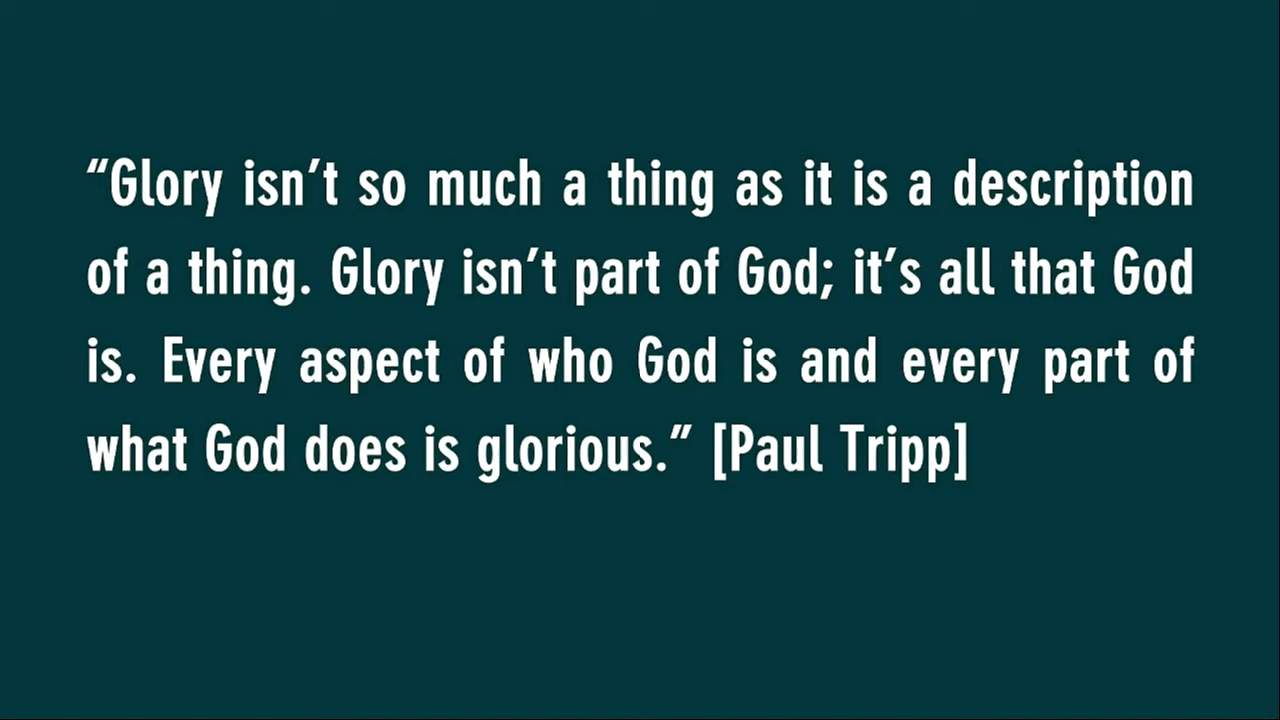 “Glory isn’t so much a thing as it is a description
of a thing. Glory isn’t part of God; it’s all that God
is. Every aspect of who God is and every part of
what God does is glorious.” [Paul Tripp]